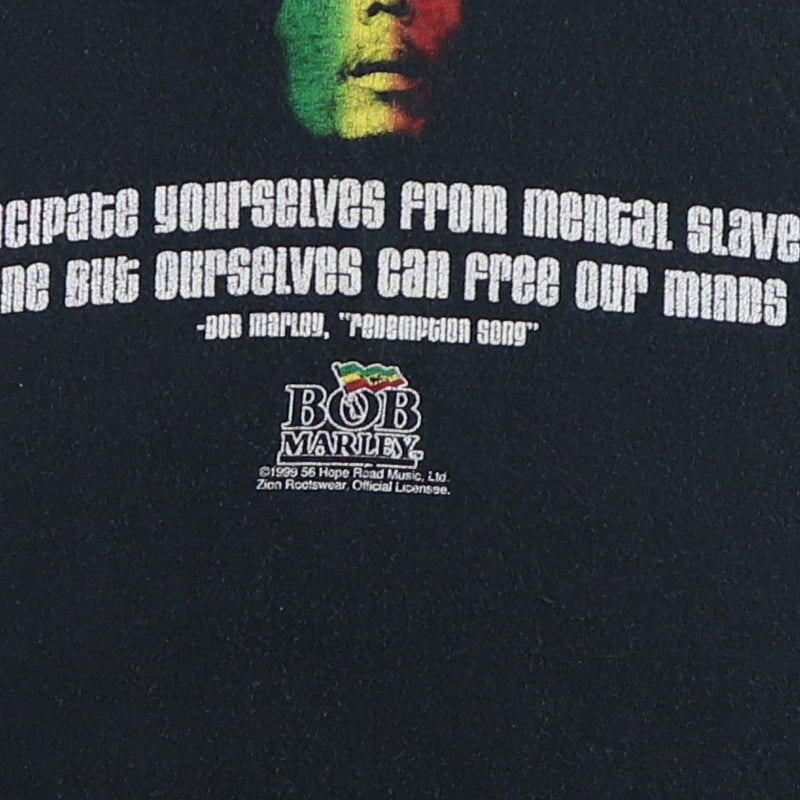 ncipate yourselves from mental slave
ne but ourselves can free our minds
-Bob Marley, "Redemption Song"
BOB
MARLEY
©1999 56 Hope Road Music, Ltd.
Zion Rootswear, Official Licensee.